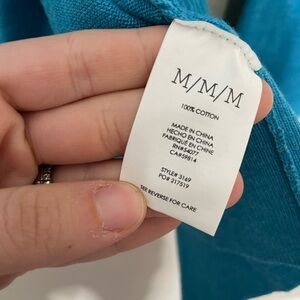 M/M/M
100% COTTON
MADE IN CHINA
HECHO EN CHINA
FABRIQUÉ EN CHINE
RN#54077
CA#59814
STYLE# 3169
PO# 217519
SEE REVERSE FOR CARE